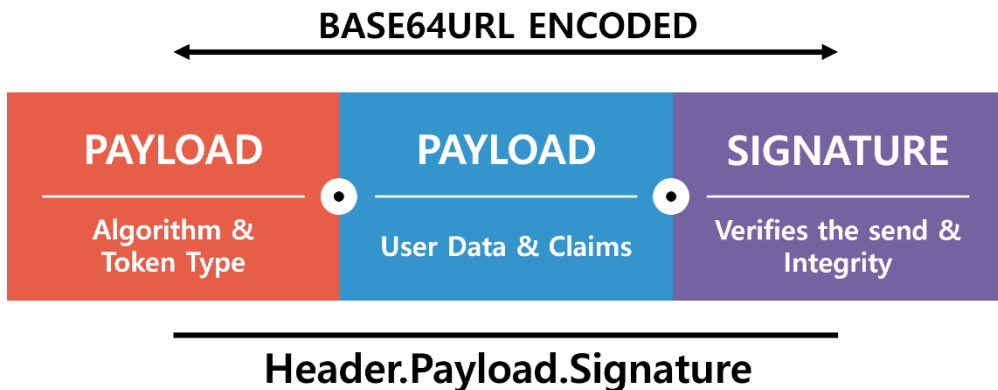 BASE64URL ENCODED
PAYLOAD
Algorithm &
Token Type
PAYLOAD
User Data & Claims
SIGNATURE
Verifies the send &
Integrity
Header.Payload.Signature